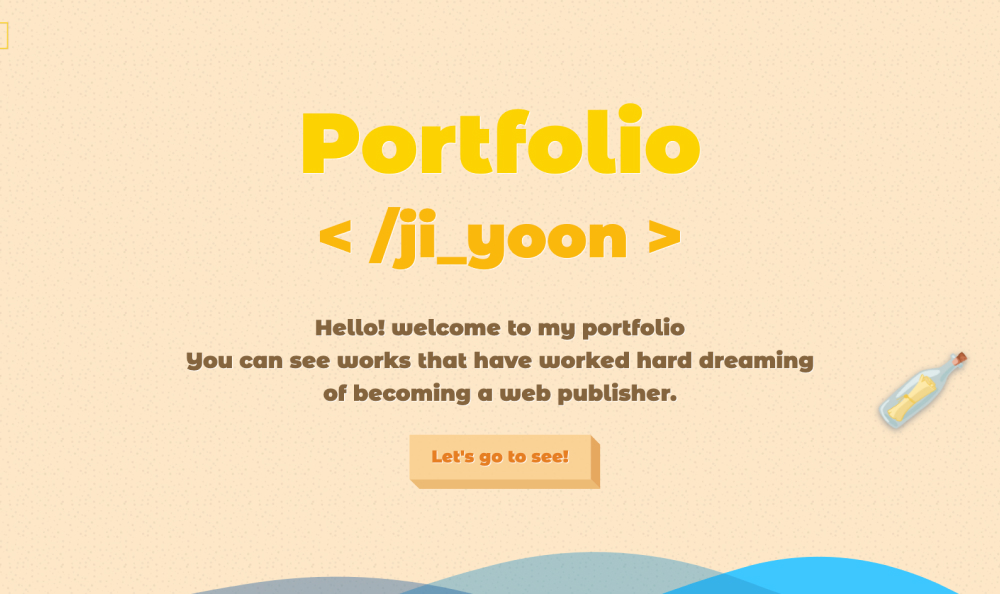 Portfolio
< /ji_yoon >
Hello! welcome to my portfolio
You can see works that have worked hard dreaming
of becoming a web publisher.
Let's go to see!